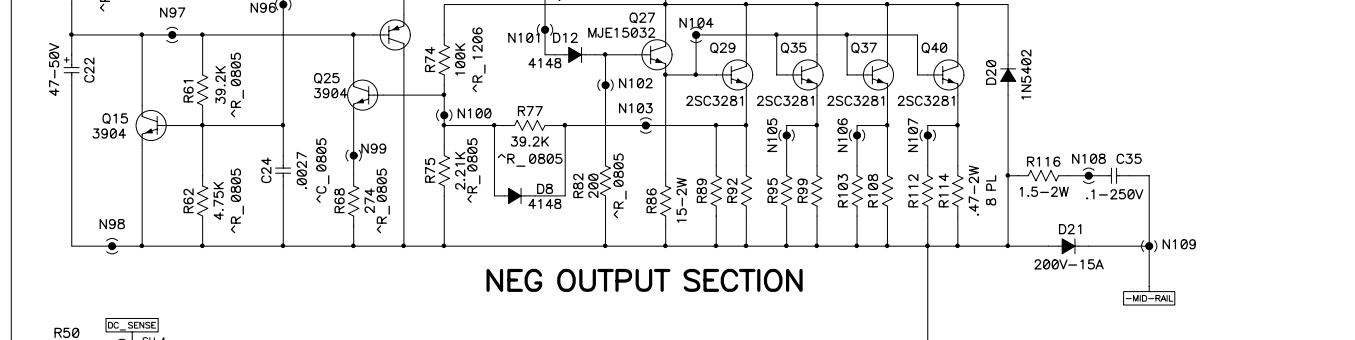 N97
N96
Q27
MJE15032
N104
Q29
Q35
Q37
Q40
47-50V
+
C22
R61
39.2K
^R_0805
Q25
3904
R74
100K
^R_1206
N101
D12
4148
N102
2SC3281
2SC3281
2SC3281
2SC3281
D20
1N5402
Q15
3904
N100
R77
39.2K
^R_0805
N103
N105
N106
N107
R62
4.75K
^R_0805
C24
.0027
^C_0805
N99
R68
274
^R_0805
R75
2.21K
^R_0805
D8
4148
R82
200
^R_0805
R86
15-2W
R89
R92
R95
R99
R103
R108
R112
R114
.47-2W
8 PL
R116
1.5-2W
N108
C35
.1-250V
N98
D21
200V-15A
N109
NEG OUTPUT SECTION
-MID-RAIL
R50
DC_SENSE